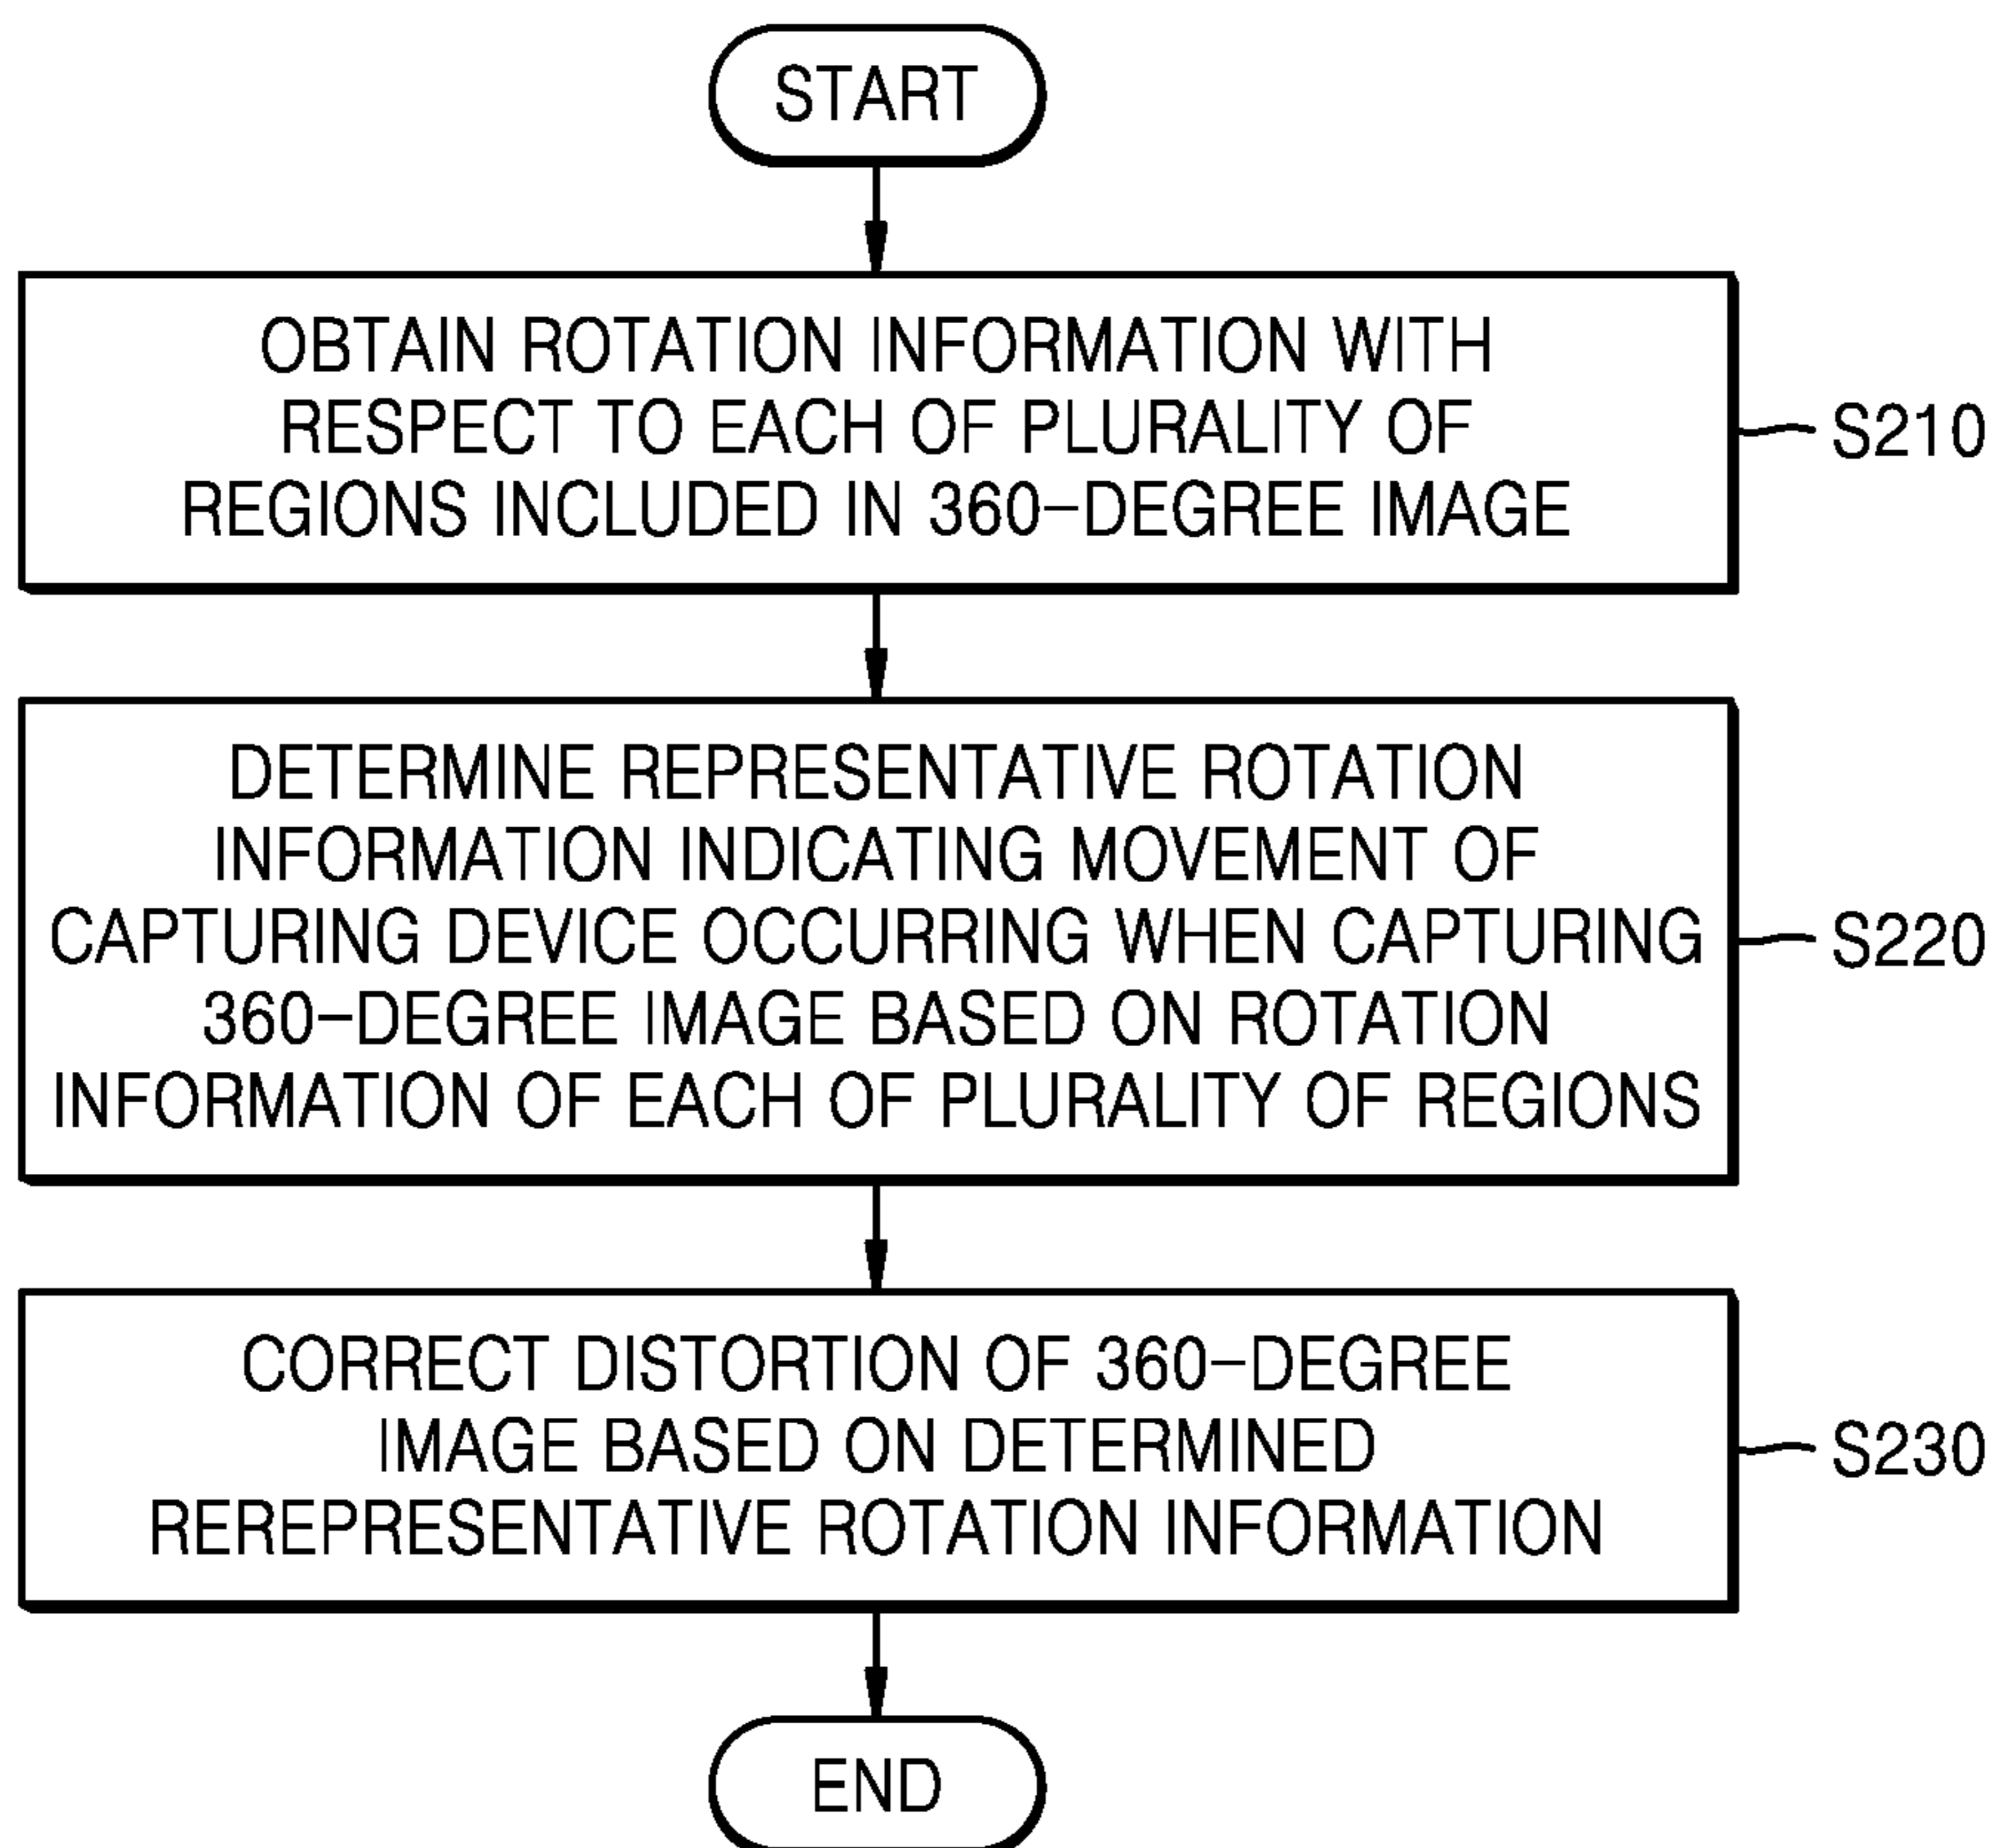 START
OBTAIN ROTATION INFORMATION WITH
RESPECT TO EACH OF PLURALITY OF
REGIONS INCLUDED IN 360-DEGREE IMAGE
S210
DETERMINE REPRESENTATIVE ROTATION
INFORMATION INDICATING MOVEMENT OF
CAPTURING DEVICE OCCURRING WHEN CAPTURING
360-DEGREE IMAGE BASED ON ROTATION
INFORMATION OF EACH OF PLURALITY OF REGIONS
S220
CORRECT DISTORTION OF 360-DEGREE
IMAGE BASED ON DETERMINED
REREPRESENTATIVE ROTATION INFORMATION
S230
END